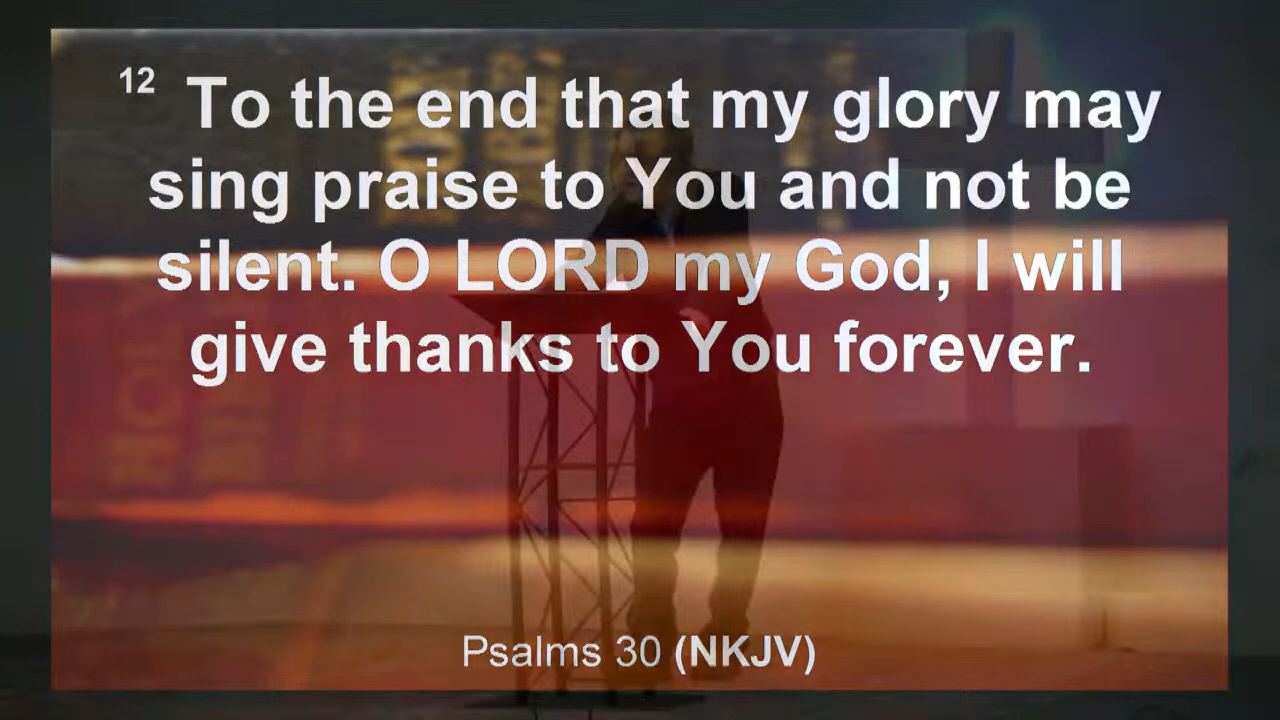 12 To the end that my glory may
sing praise to You and not be
silent. O LORD my God, I will
give thanks to You forever.
HOLY
Psalms 30 (NKJV)